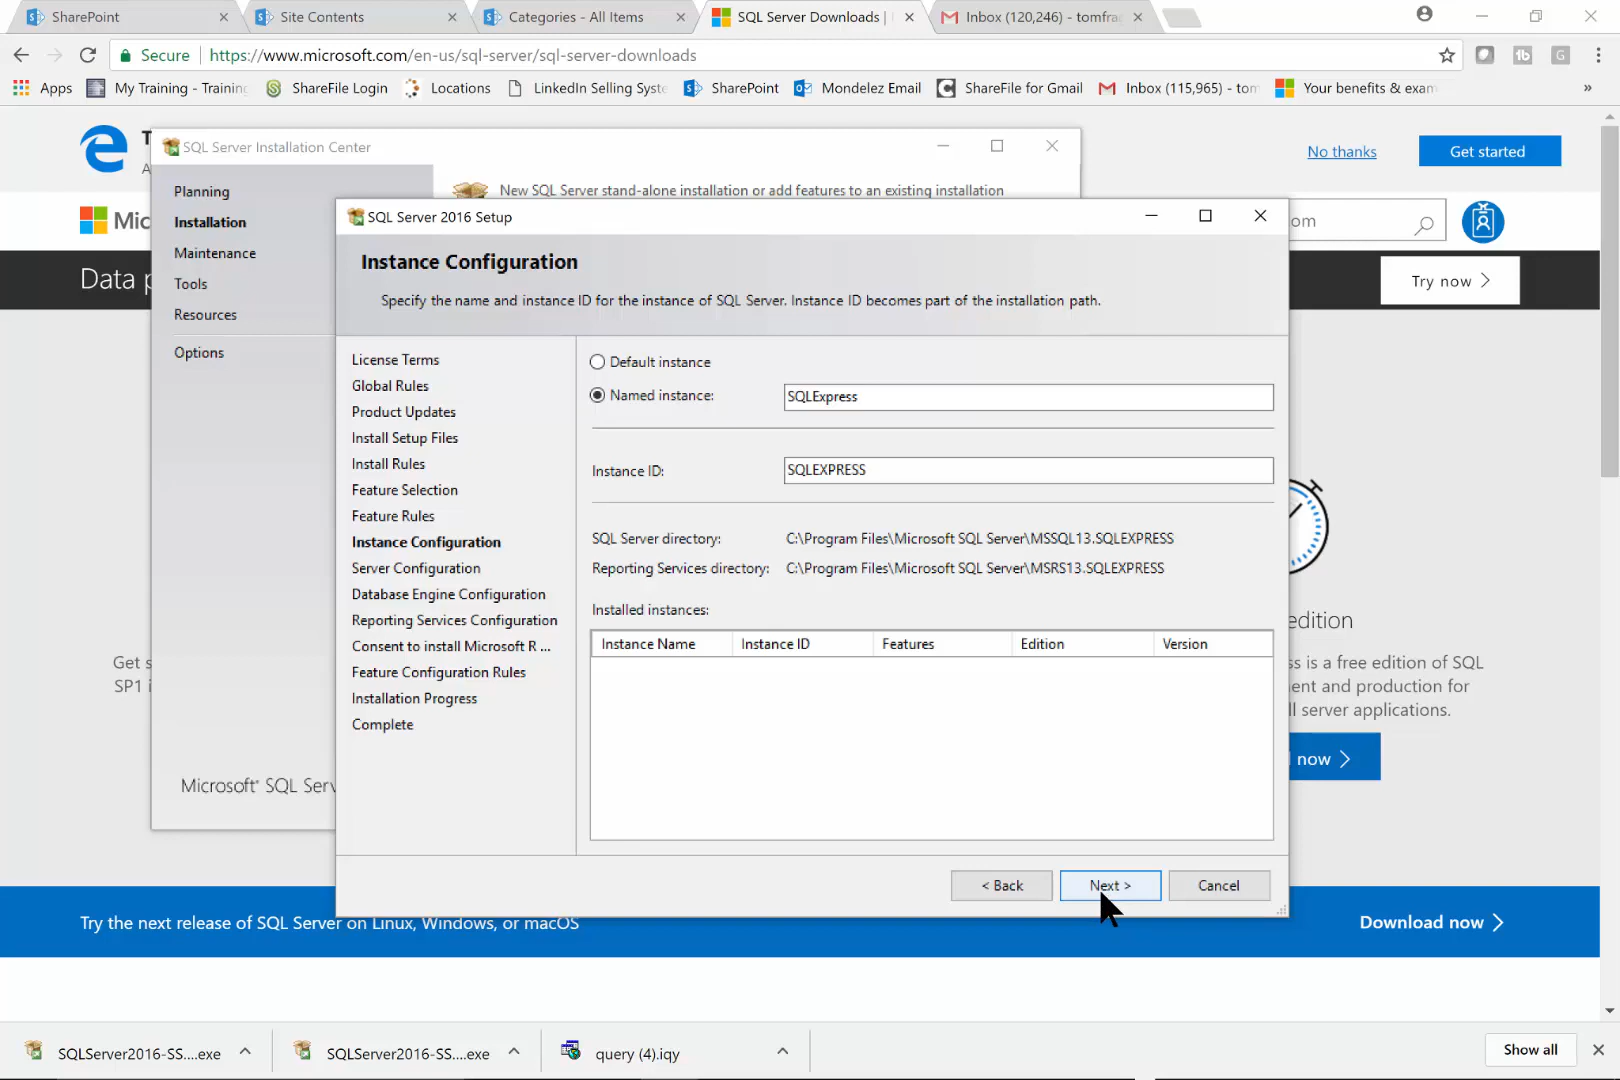 SharePoint
Site Contents
Categories - All Items
SQL Server Downloads |
Inbox (120,246) - tomfra
Secure
https://www.microsoft.com/en-us/sql-server/sql-server-downloads
Apps
My Training - Training
ShareFile Login
Locations
LinkedIn Selling Syste
SharePoint
Mondelez Email
ShareFile for Gmail
Inbox (115,965) - tom
Your benefits & exam
»
No thanks
Get started
SQL Server Installation Center
Planning
Installation
Maintenance
Tools
Resources
Options
New SQL Server stand-alone installation or add features to an existing installation
Microsoft® SQL Serv
Mic
om
Data p
Try now
SQL Server 2016 Setup
Instance Configuration
Specify the name and instance ID for the instance of SQL Server. Instance ID becomes part of the installation path.
License Terms
Global Rules
Product Updates
Install Setup Files
Install Rules
Feature Selection
Feature Rules
Instance Configuration
Server Configuration
Database Engine Configuration
Reporting Services Configuration
Consent to install Microsoft R ...
Feature Configuration Rules
Installation Progress
Complete
Default instance
Named instance:
SQLExpress
Instance ID:
SQLEXPRESS
SQL Server directory:
C:\Program Files\Microsoft SQL Server\MSSQL13.SQLEXPRESS
Reporting Services directory:
C:\Program Files\Microsoft SQL Server\MSRS13.SQLEXPRESS
Installed instances:
Instance Name
Instance ID
Features
Edition
Version
< Back
Next >
Cancel
Get s
SP1 i
edition
ss is a free edition of SQL
ent and production for
ll server applications.
now
Try the next release of SQL Server on Linux, Windows, or macOS
Download now
SQLServer2016-SS....exe
SQLServer2016-SS....exe
query (4).iqy
Show all